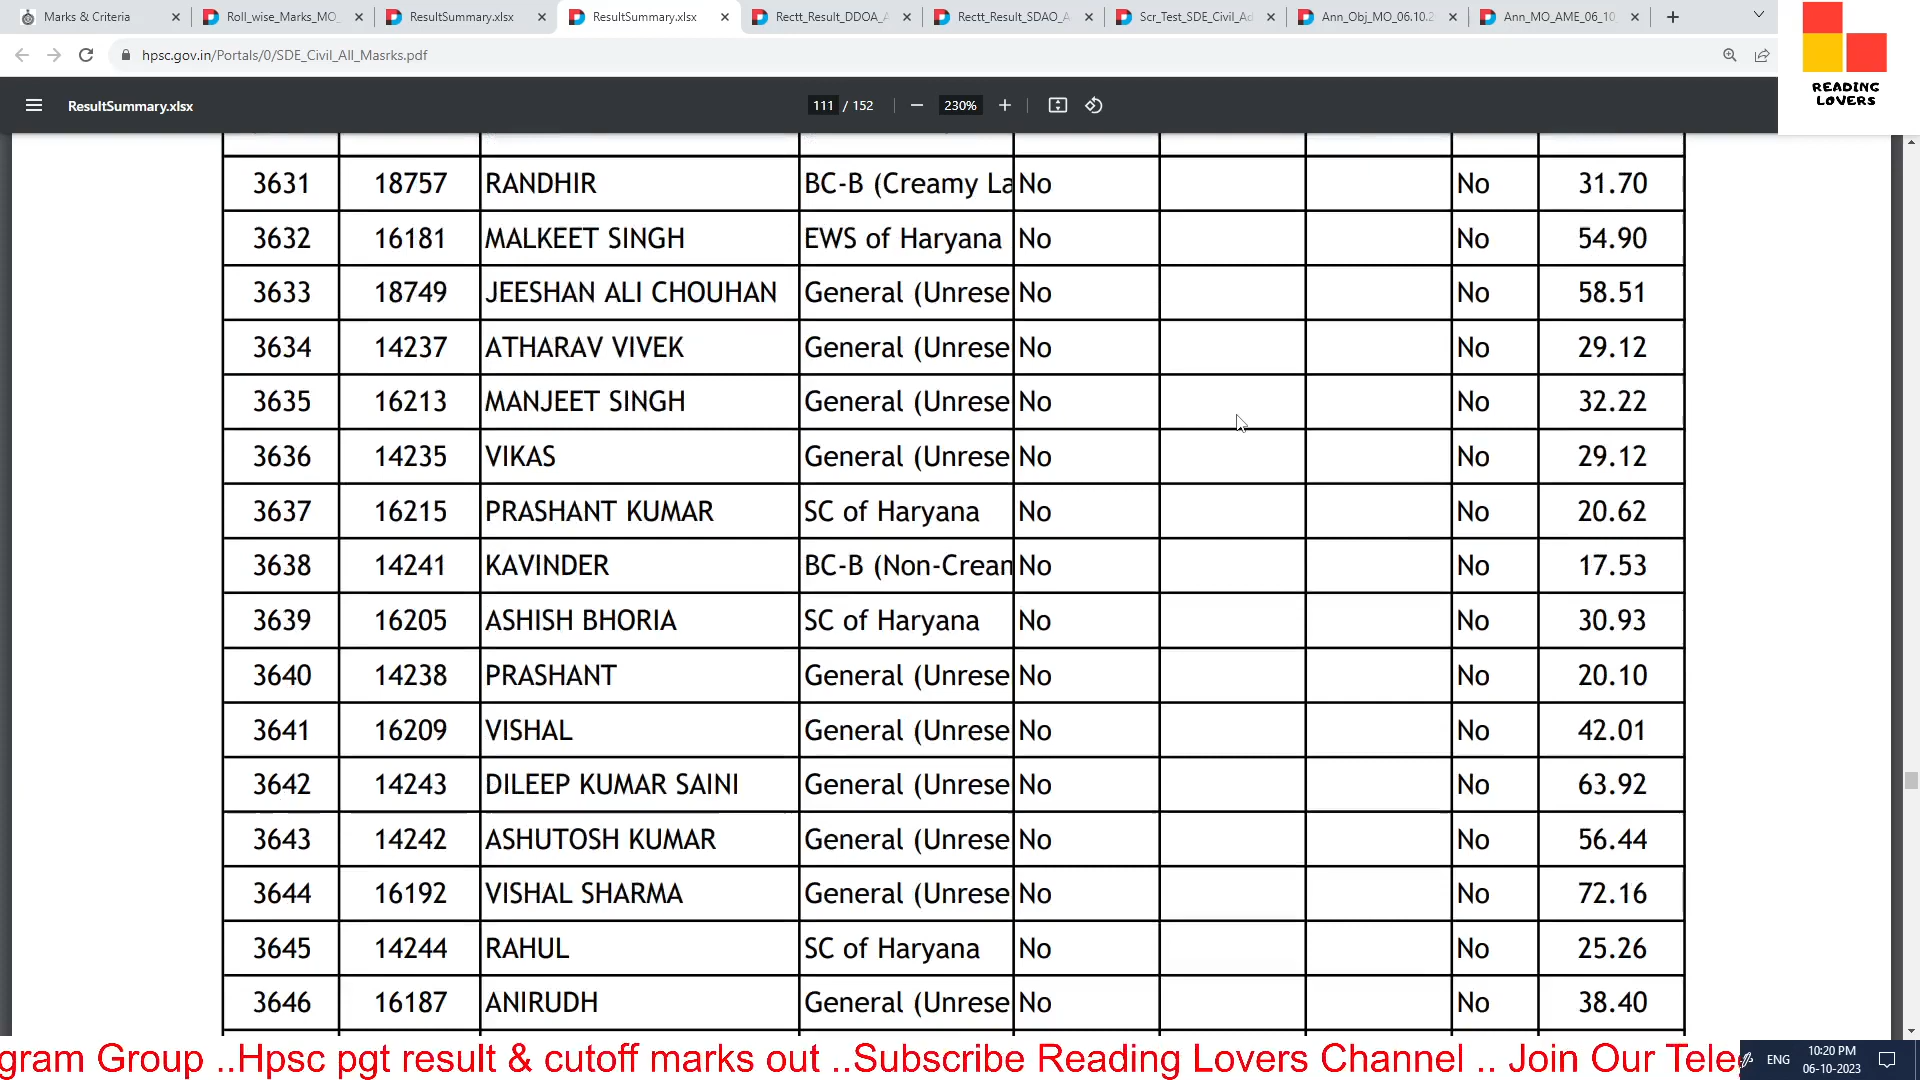 Marks & Criteria
Roll_wise_Marks_MO_
ResultSummary.xlsx
ResultSummary.xlsx
Rectt_Result_DDOA_A
Rectt_Result_SDAO_A
Scr_Test_SDE_Civil_Ad
Ann_Obj_MO_06.10.2
Ann_MO_AME_06_10_
hpsc.gov.in/Portals/0/SDE_Civil_All_Masrks.pdf
READING
LOVERS
ResultSummary.xlsx 111 / 152 230%
3631 18757 RANDHIR BC-B (Creamy La No No 31.70
3632 16181 MALKEET SINGH EWS of Haryana No No 54.90
3633 18749 JEESHAN ALI CHOUHAN General (Unrese No No 58.51
3634 14237 ATHARAV VIVEK General (Unrese No No 29.12
3635 16213 MANJEET SINGH General (Unrese No No 32.22
3636 14235 VIKAS General (Unrese No No 29.12
3637 16215 PRASHANT KUMAR SC of Haryana No No 20.62
3638 14241 KAVINDER BC-B (Non-Crean No No 17.53
3639 16205 ASHISH BHORIA SC of Haryana No No 30.93
3640 14238 PRASHANT General (Unrese No No 20.10
3641 16209 VISHAL General (Unrese No No 42.01
3642 14243 DILEEP KUMAR SAINI General (Unrese No No 63.92
3643 14242 ASHUTOSH KUMAR General (Unrese No No 56.44
3644 16192 VISHAL SHARMA General (Unrese No No 72.16
3645 14244 RAHUL SC of Haryana No No 25.26
3646 16187 ANIRUDH General (Unrese No No 38.40
gram Group ..Hpsc pgt result & cutoff marks out ..Subscribe Reading Lovers Channel .. Join Our Tele
ENG 10:20 PM
06-10-2023